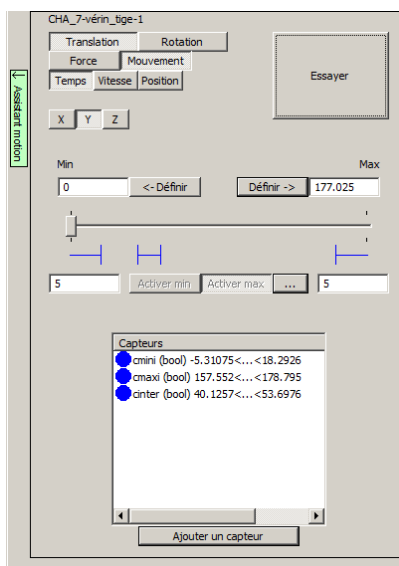 CHA_7-vérin_tige-1
Translation Rotation
Force Mouvement
Temps Vitesse Position
Essayer
← Assistant motion
X Y Z
Min Max
0 <- Définir Définir -> 177.025
5 Activer min Activer max ... 5
Capteurs
cmini (bool) -5.31075<...<18.2926
cmaxi (bool) 157.552<...<178.795
cinter (bool) 40.1257<...<53.6976
Ajouter un capteur